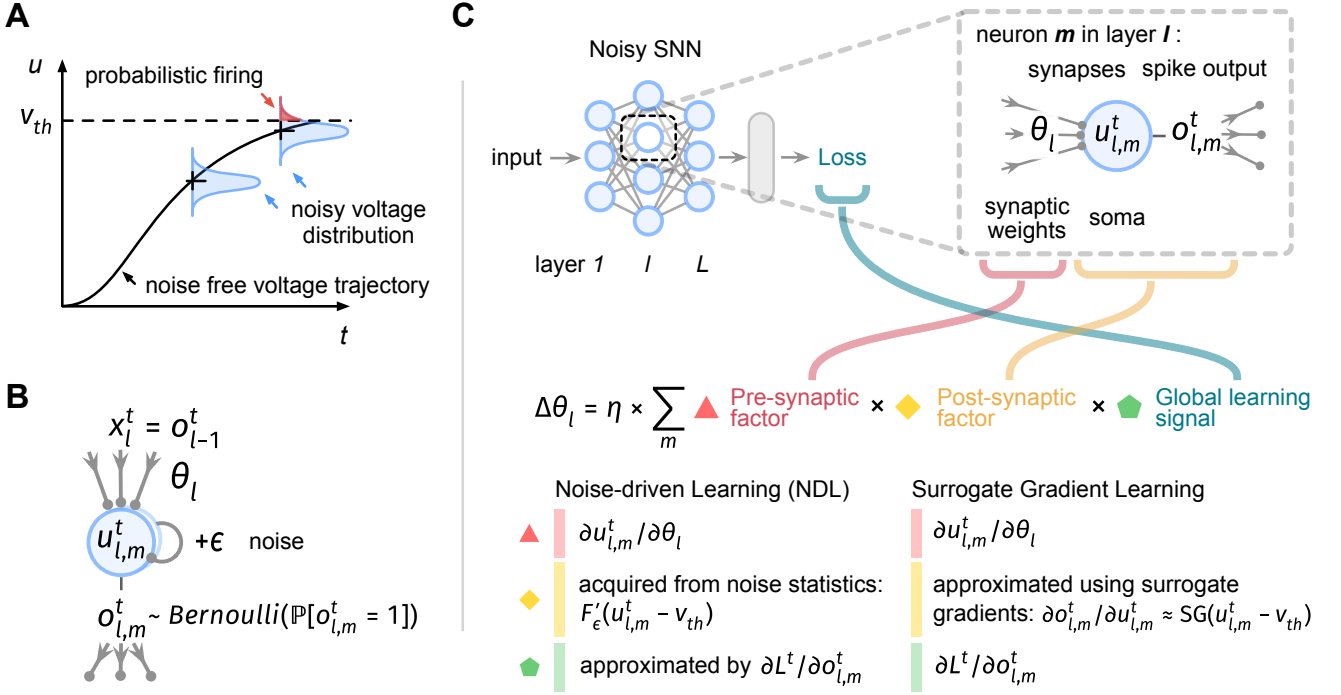 A
u
probabilistic firing
v_th
noisy voltage
distribution
noise free voltage trajectory
t
B
x_l^t = o_{l-1}^t
θ_l
u_{l,m}^t
+ϵ noise
o_{l,m}^t ~ Bernoulli(ℙ[o_{l,m}^t = 1])
C
Noisy SNN
input
Loss
layer 1 l L
neuron m in layer l :
synapses spike output
θ_l u_{l,m}^t o_{l,m}^t
synaptic
weights
soma
Δθ_l = η × ∑_m Pre-synaptic factor × Post-synaptic factor × Global learning signal
Noise-driven Learning (NDL)
∂u_{l,m}^t/∂θ_l
acquired from noise statistics:
F'_ϵ(u_{l,m}^t − v_th)
approximated by ∂L^t/∂o_{l,m}^t
Surrogate Gradient Learning
∂u_{l,m}^t/∂θ_l
approximated using surrogate
gradients: ∂o_{l,m}^t/∂u_{l,m}^t ≈ SG(u_{l,m}^t − v_th)
∂L^t/∂o_{l,m}^t